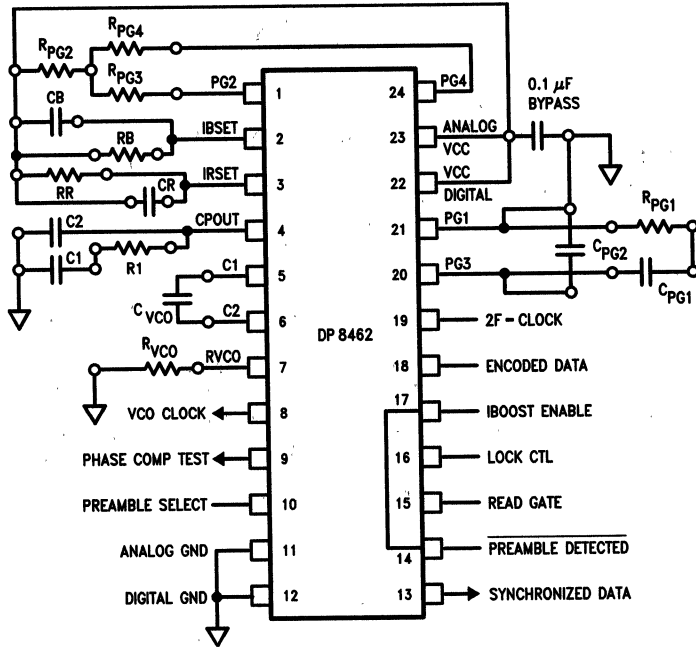 RPG2
RPG4
RPG3
PG2
1
CB
IBSET
2
RB
RR
CR
IRSET
3
C2
CPOUT
4
C1
R1
C1
5
CVCO
C2
6
RVCO
RVCO
7
VCO CLOCK
8
PHASE COMP TEST
9
PREAMBLE SELECT
10
ANALOG GND
11
DIGITAL GND
12
DP 8462
24
PG4
0.1 µF
BYPASS
23
ANALOG
VCC
22
VCC
DIGITAL
21
PG1
RPG1
CPG2
20
PG3
CPG1
19
2F-CLOCK
18
ENCODED DATA
17
IBOOST ENABLE
16
LOCK CTL
15
READ GATE
14
PREAMBLE DETECTED
13
SYNCHRONIZED DATA